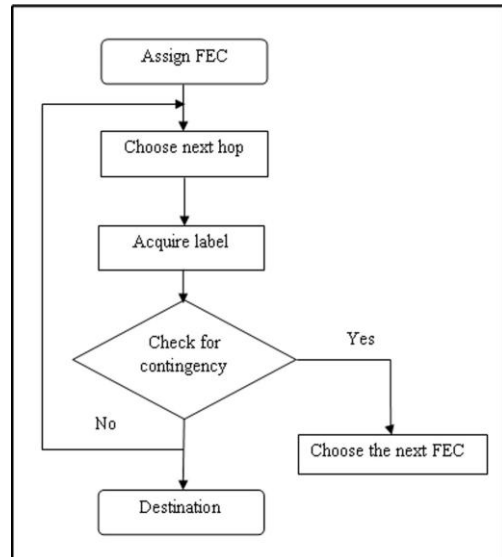 Assign FEC
Choose next hop
Acquire label
Check for
contingency
Yes
No
Choose the next FEC
Destination